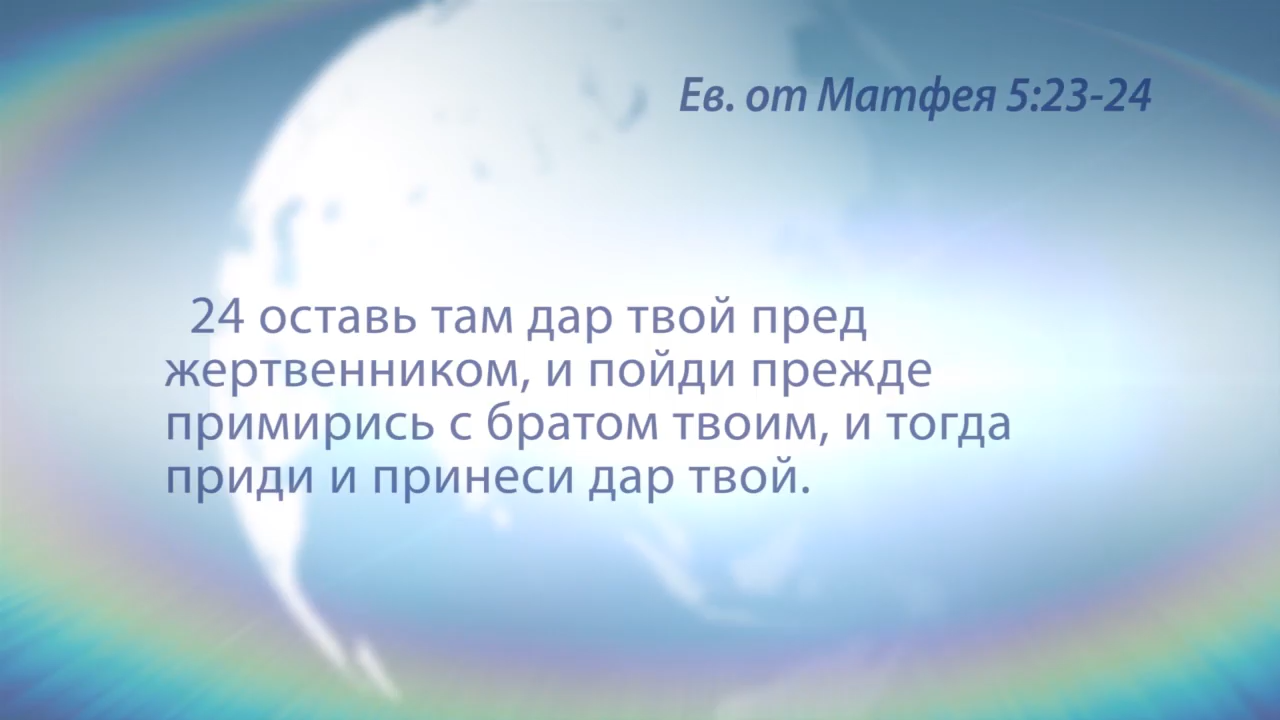 Ев. от Матфея 5:23-24
24 оставь там дар твой пред
жертвенником, и пойди прежде
примирись с братом твоим, и тогда
приди и принеси дар твой.